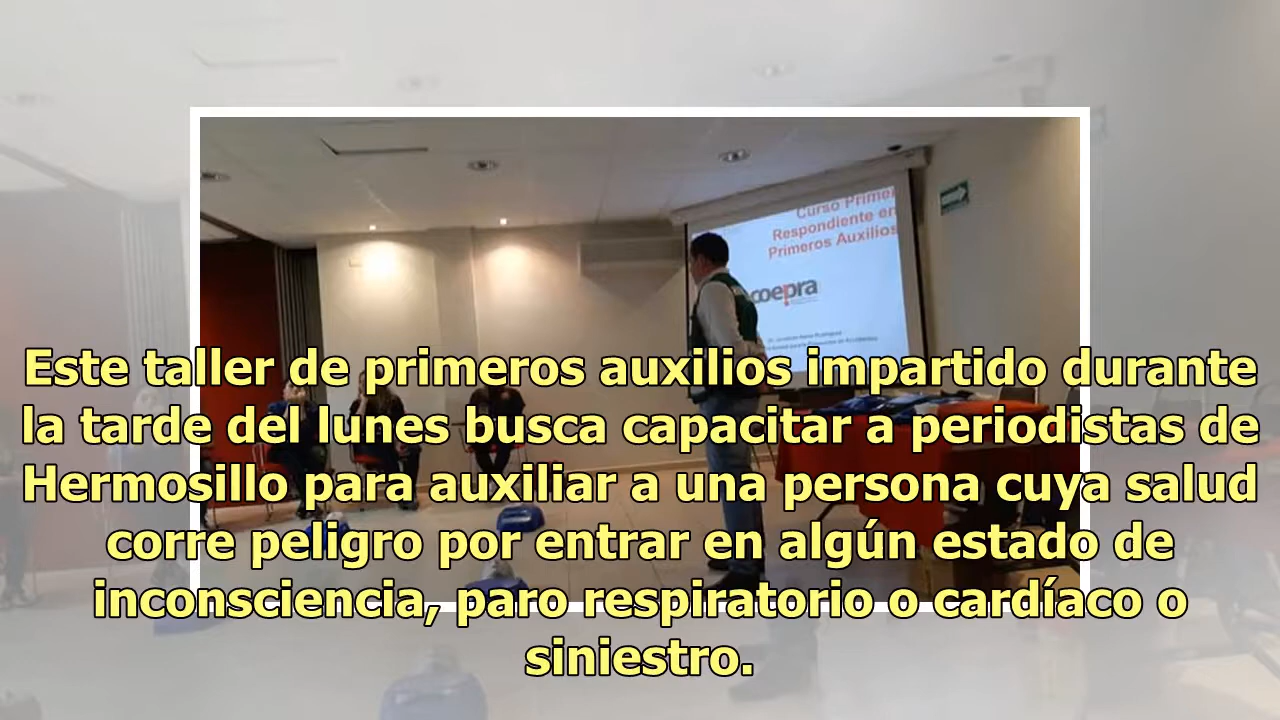 Curso Primer
Respondiente en
Primeros Auxilios
coepra
Este taller de primeros auxilios impartido durante
la tarde del lunes busca capacitar a periodistas de
Hermosillo para auxiliar a una persona cuya salud
corre peligro por entrar en algún estado de
inconsciencia, paro respiratorio o cardíaco o
siniestro.